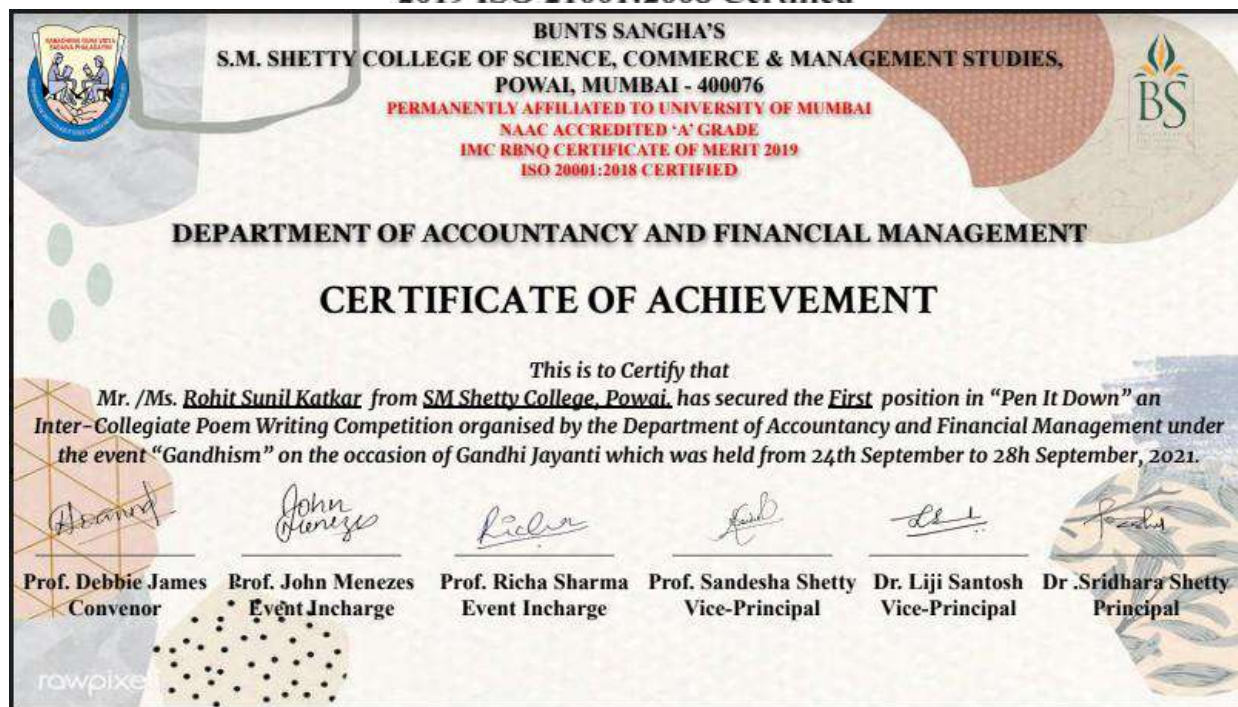 2019 ISO 21001:2008 Certified
BUNTS SANGHA'S
S.M. SHETTY COLLEGE OF SCIENCE, COMMERCE & MANAGEMENT STUDIES,
POWAI, MUMBAI - 400076
PERMANENTLY AFFILIATED TO UNIVERSITY OF MUMBAI
NAAC ACCREDITED ‘A’ GRADE
IMC RBNQ CERTIFICATE OF MERIT 2019
ISO 20001:2018 CERTIFIED
BS
DEPARTMENT OF ACCOUNTANCY AND FINANCIAL MANAGEMENT
CERTIFICATE OF ACHIEVEMENT
This is to Certify that
Mr. /Ms. Rohit Sunil Katkar from SM Shetty College, Powai. has secured the First position in “Pen It Down” an
Inter-Collegiate Poem Writing Competition organised by the Department of Accountancy and Financial Management under
the event “Gandhism” on the occasion of Gandhi Jayanti which was held from 24th September to 28h September, 2021.
John
Menezes
Richa
Prof. Debbie James Prof. John Menezes Prof. Richa Sharma Prof. Sandesha Shetty Dr. Liji Santosh Dr .Sridhara Shetty
Convenor Event Incharge Event Incharge Vice-Principal Vice-Principal Principal
rawpixel